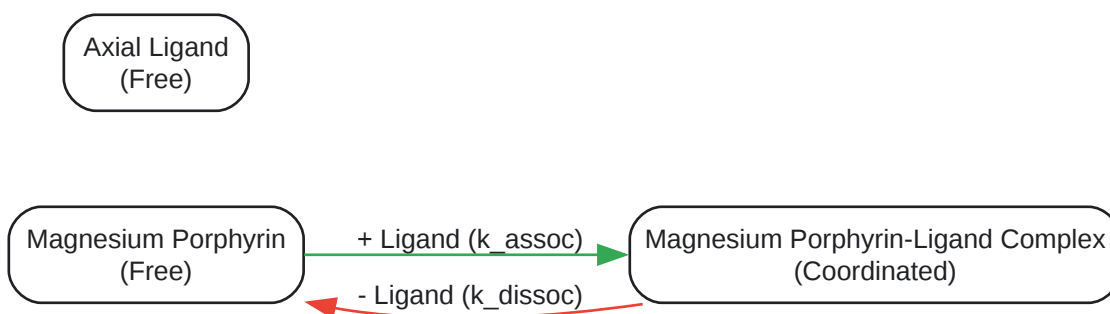 Axial Ligand
(Free)
Magnesium Porphyrin
(Free)
+ Ligand (k_assoc)
- Ligand (k_dissoc)
Magnesium Porphyrin-Ligand Complex
(Coordinated)